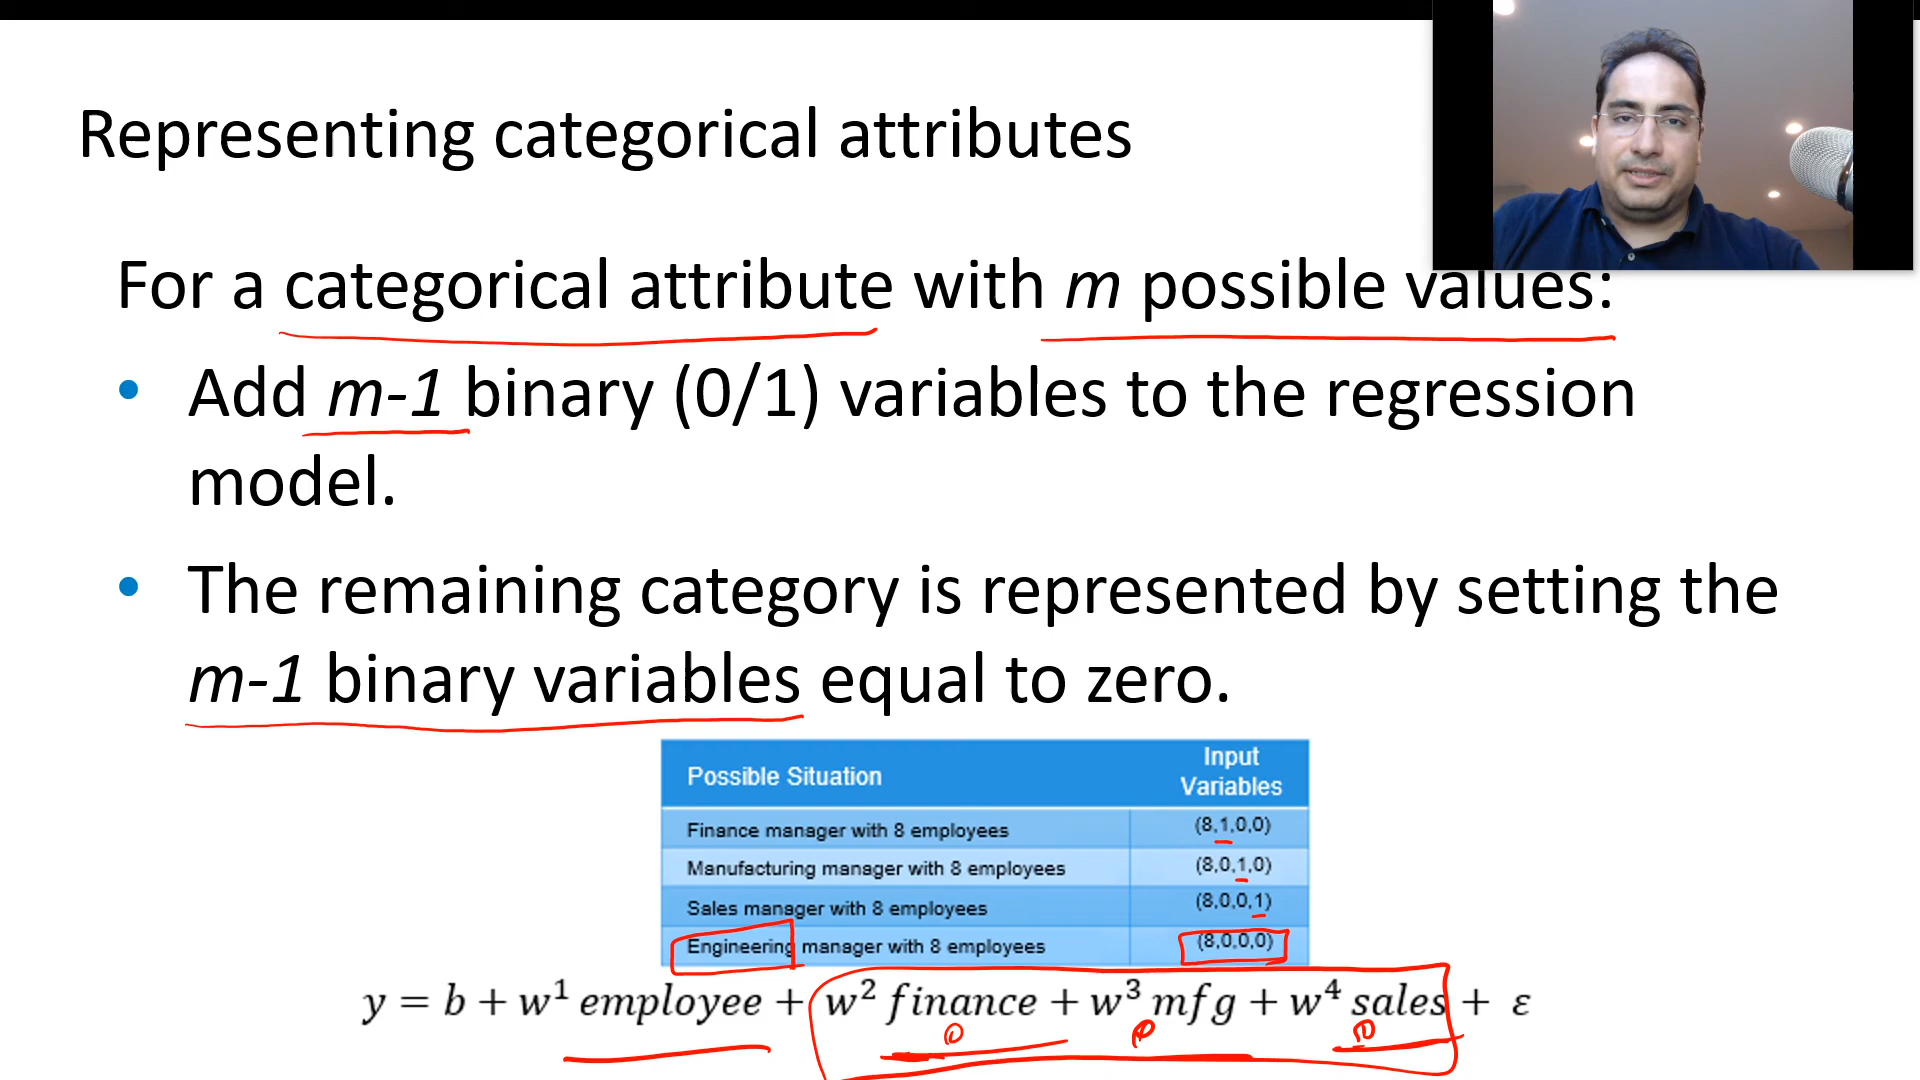 Representing categorical attributes
For a categorical attribute with m possible values:
• Add m-1 binary (0/1) variables to the regression
model.
• The remaining category is represented by setting the
m-1 binary variables equal to zero.
Possible Situation Input Variables
Finance manager with 8 employees (8,1,0,0)
Manufacturing manager with 8 employees (8,0,1,0)
Sales manager with 8 employees (8,0,0,1)
Engineering manager with 8 employees (8,0,0,0)
y = b + w¹ employee + w² finance + w³ mfg + w⁴ sales + ε